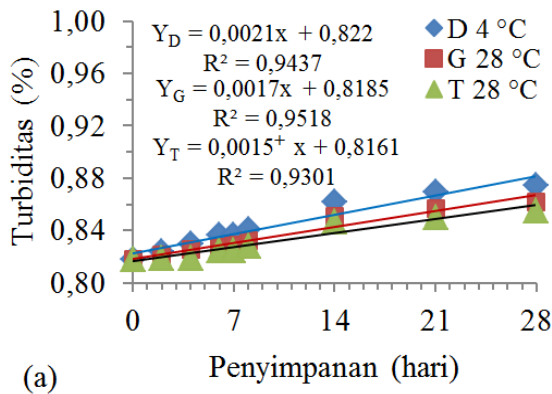 1,00
0,96
0,92
0,88
0,84
0,80
Turbiditas (%)
Y_D = 0,0021x + 0,822
R² = 0,9437
Y_G = 0,0017x + 0,8185
R² = 0,9518
Y_T = 0,0015⁺ x + 0,8161
R² = 0,9301
D 4 °C
G 28 °C
T 28 °C
0 7 14 21 28
Penyimpanan (hari)
(a)